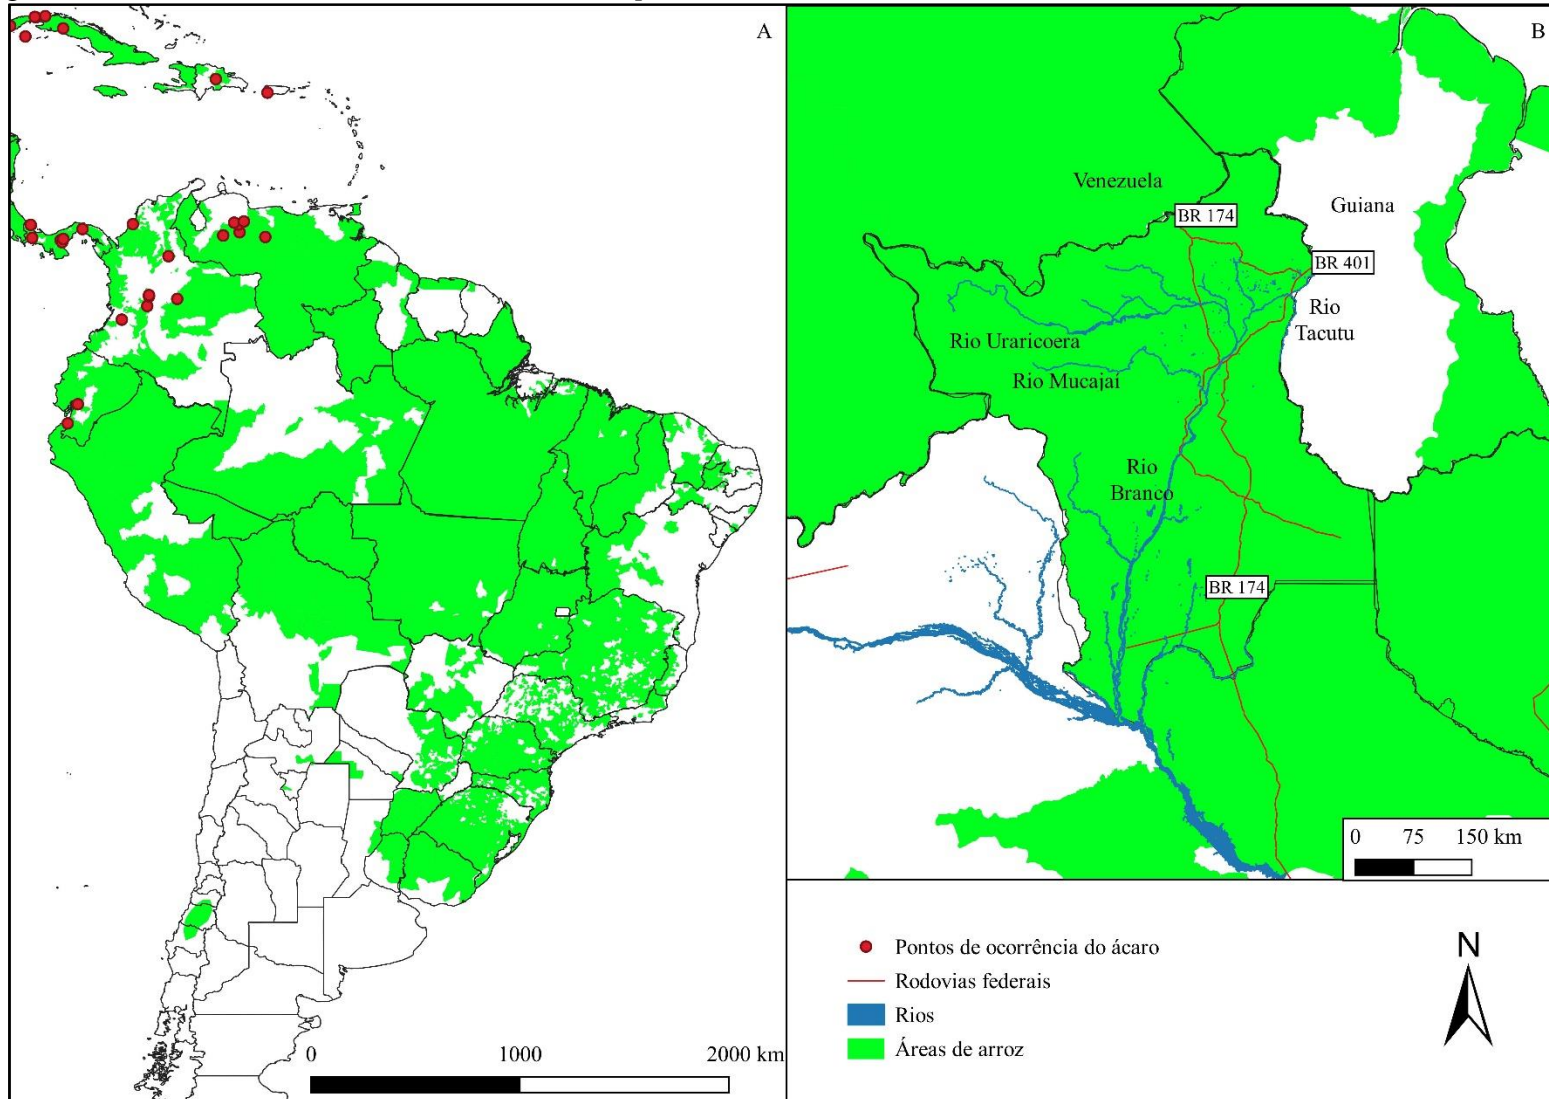 A
B
Venezuela
Guiana
BR 174
BR 401
Rio
Tacutu
Rio Uraricoera
Rio Mucajaí
Rio
Branco
BR 174
0 75 150 km
Pontos de ocorrência do ácaro
Rodovias federais
Rios
Áreas de arroz
N
0 1000 2000 km